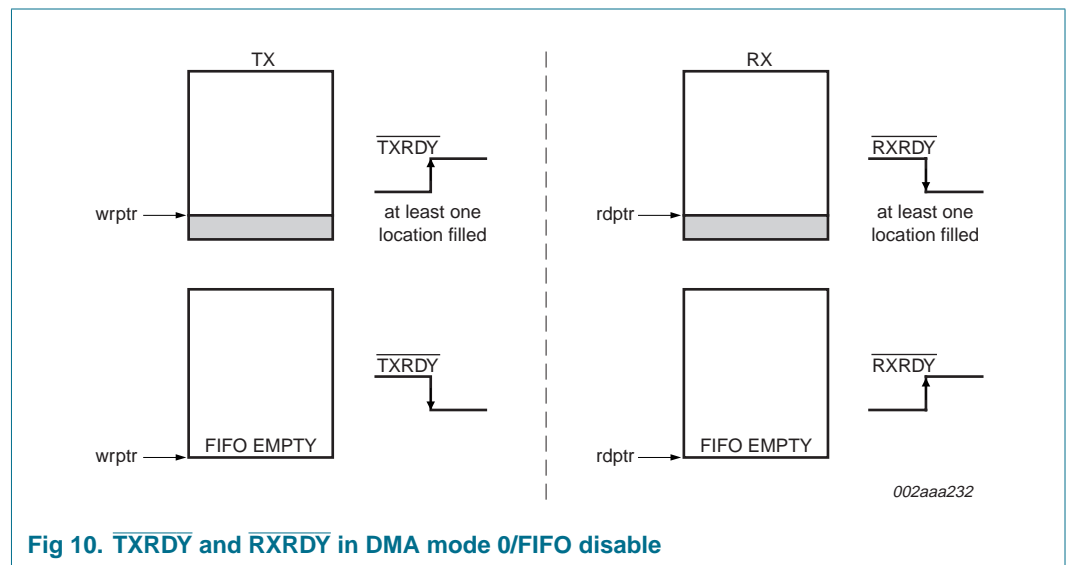 TX
TXRDY
wrptr
at least one
location filled
TXRDY
FIFO EMPTY
wrptr
RX
RXRDY
rdptr
at least one
location filled
RXRDY
FIFO EMPTY
rdptr
002aaa232
Fig 10. TXRDY and RXRDY in DMA mode 0/FIFO disable